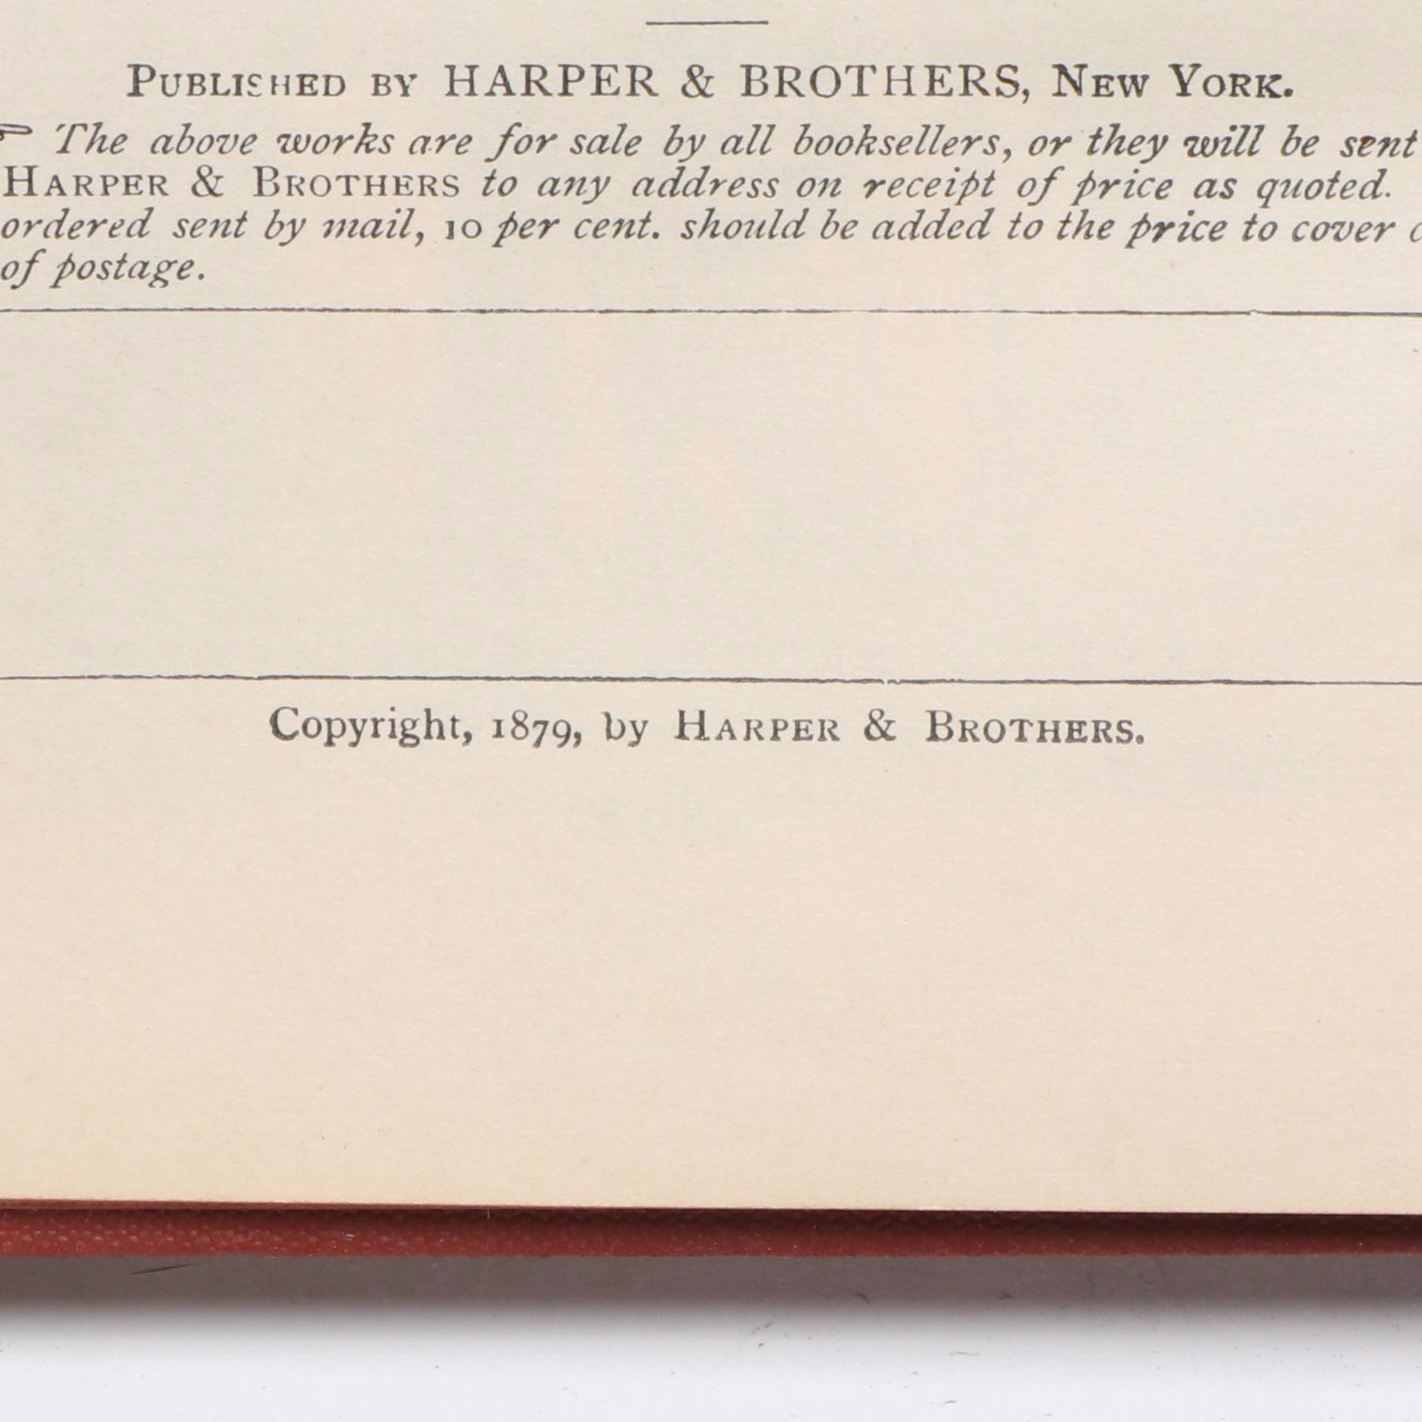 Published by HARPER & BROTHERS, New York.
The above works are for sale by all booksellers, or they will be sent
Harper & Brothers to any address on receipt of price as quoted.
ordered sent by mail, 10 per cent. should be added to the price to cover
of postage.
Copyright, 1879, by Harper & Brothers.